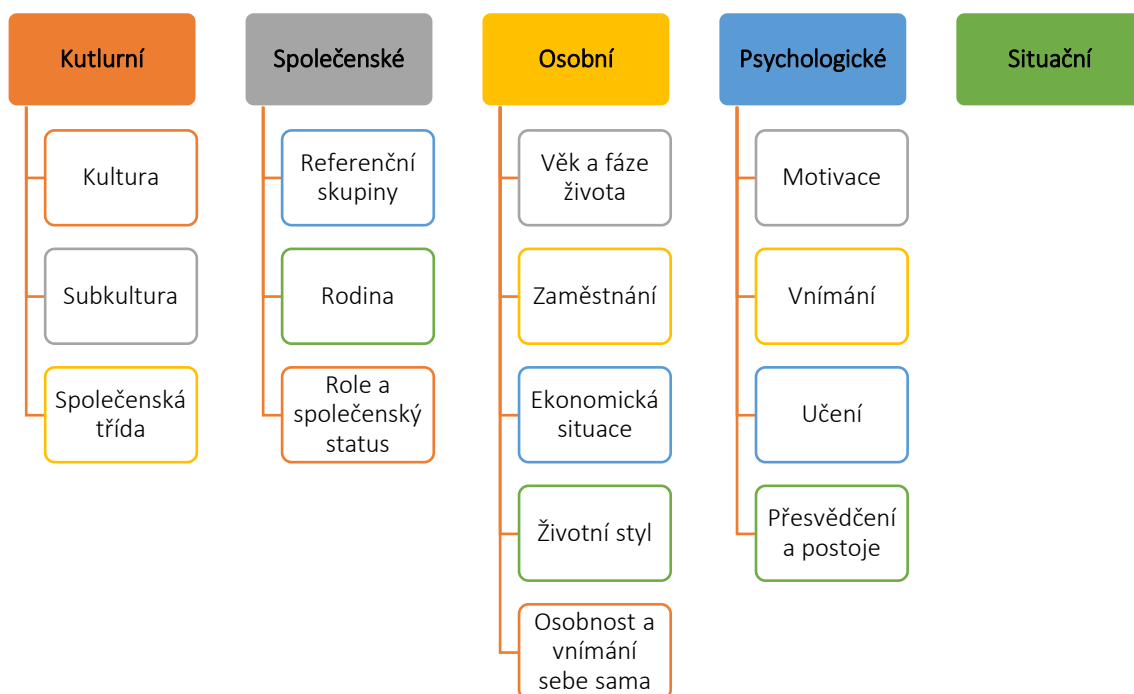 Kutlurní
Kultura
Subkultura
Společenská
třída
Společenské
Referenční
skupiny
Rodina
Role a
společenský
status
Osobní
Věk a fáze
života
Zaměstnání
Ekonomická
situace
Životní styl
Osobnost a
vnímání
sebe sama
Psychologické
Motivace
Vnímání
Učení
Přesvědčení
a postoje
Situační